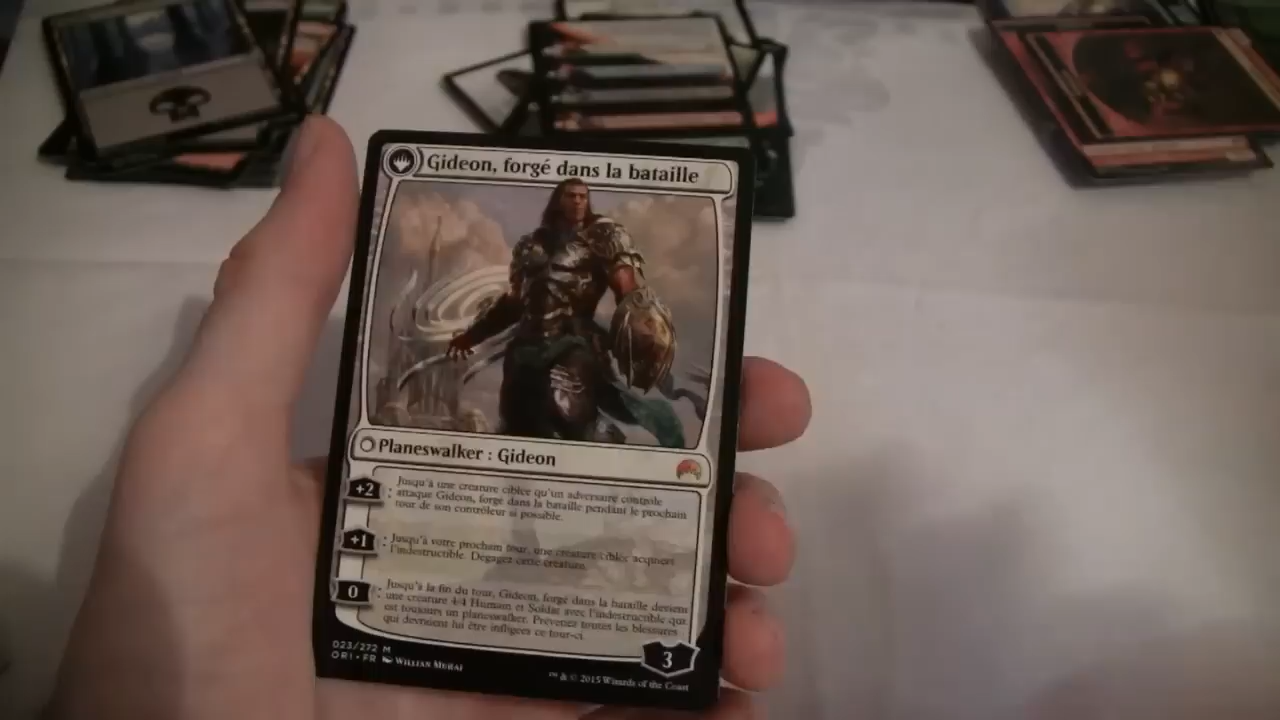 Gideon, forgé dans la bataille
Planeswalker : Gideon
+2 : Jusqu'à une créature ciblée qu'un adversaire contrôle
attaque Gideon, forgé dans la bataille pendant le prochain
tour de son contrôleur si possible.
+1 : Jusqu'à votre prochain tour, une créature ciblée acquiert
l'indestructible. Dégagez cette créature.
0 : Jusqu'à la fin du tour, Gideon, forgé dans la bataille devient
une créature 4/4 Humain et Soldat avec l'indestructible qui
est toujours un planeswalker. Prévenez toutes les blessures
qui devraient lui être infligées ce tour-ci.
3
023/272 M
ORI • FR Willian Murai
™ & © 2015 Wizards of the Coast